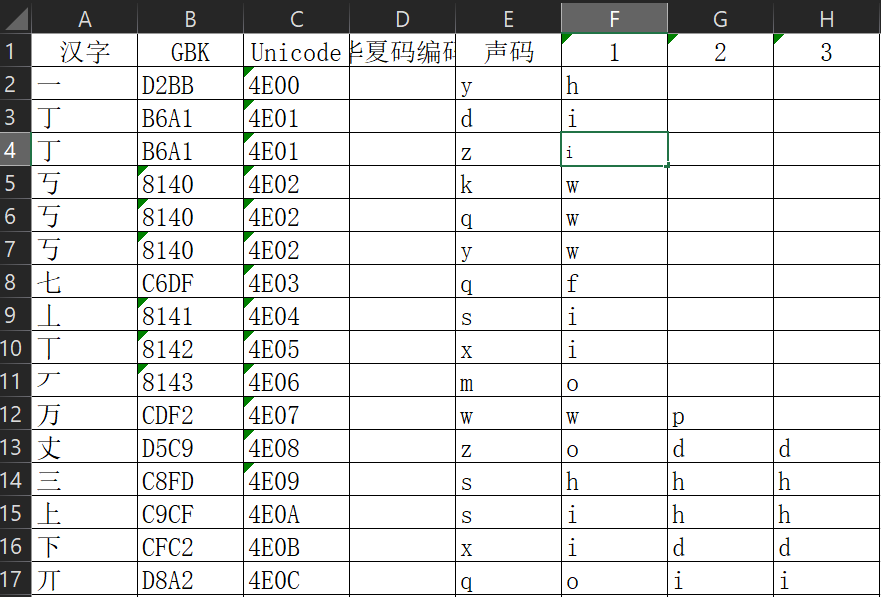 A B C D E F G H
1 汉字 GBK Unicode 华夏码编码 声码 1 2 3
2 一 D2BB 4E00 y h
3 丁 B6A1 4E01 d i
4 丁 B6A1 4E01 z i
5 丂 8140 4E02 k w
6 丂 8140 4E02 q w
7 丂 8140 4E02 y w
8 七 C6DF 4E03 q f
9 丄 8141 4E04 s i
10 丅 8142 4E05 x i
11 丆 8143 4E06 m o
12 万 CDF2 4E07 w w p
13 丈 D5C9 4E08 z o d d
14 三 C8FD 4E09 s h h h
15 上 C9CF 4E0A s i h h
16 下 CFC2 4E0B x i d d
17 丌 D8A2 4E0C q o i i